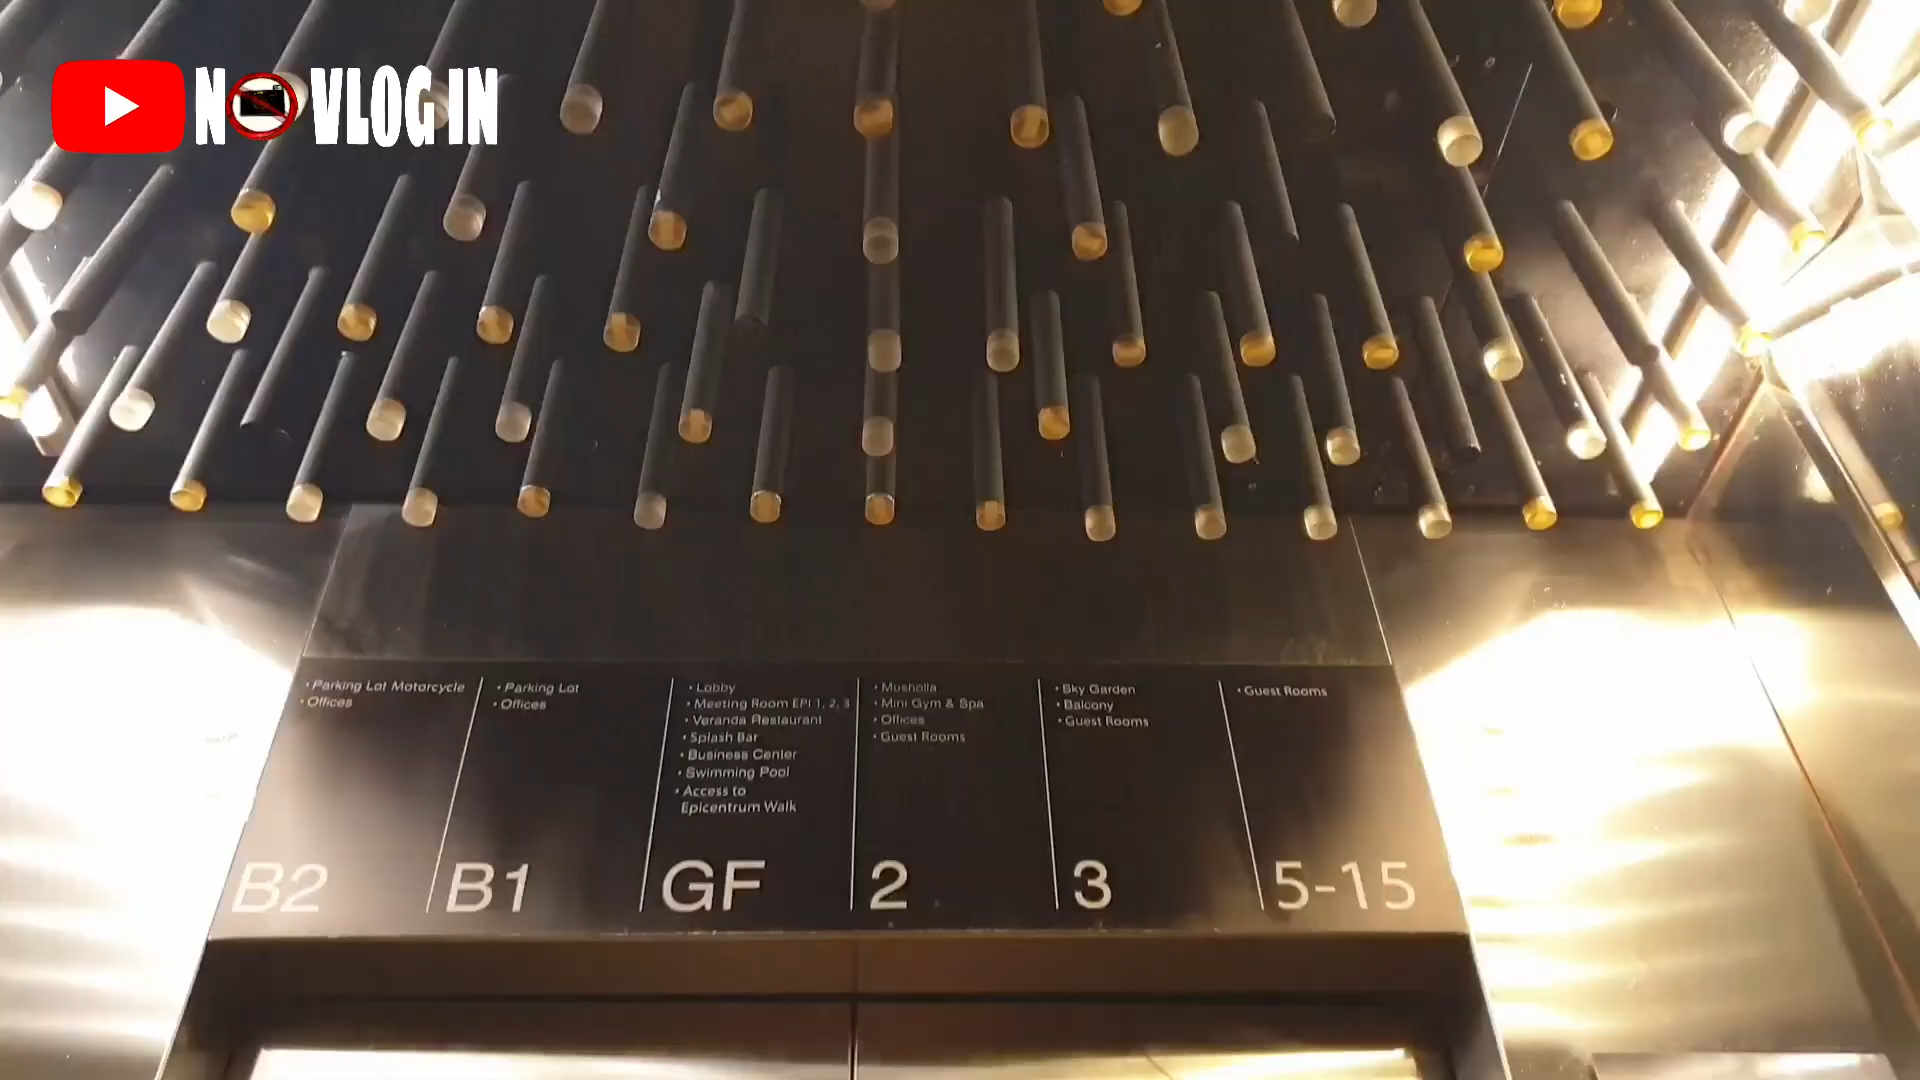 NO VLOG IN
• Parking Lot Motorcycle
• Offices
B2
• Parking Lot
• Offices
B1
• Lobby
• Meeting Room EPI 1, 2, 3
• Veranda Restaurant
• Splash Bar
• Business Center
• Swimming Pool
• Access to
Epicentrum Walk
GF
• Musholla
• Mini Gym & Spa
• Offices
• Guest Rooms
2
• Sky Garden
• Balcony
• Guest Rooms
3
• Guest Rooms
5-15